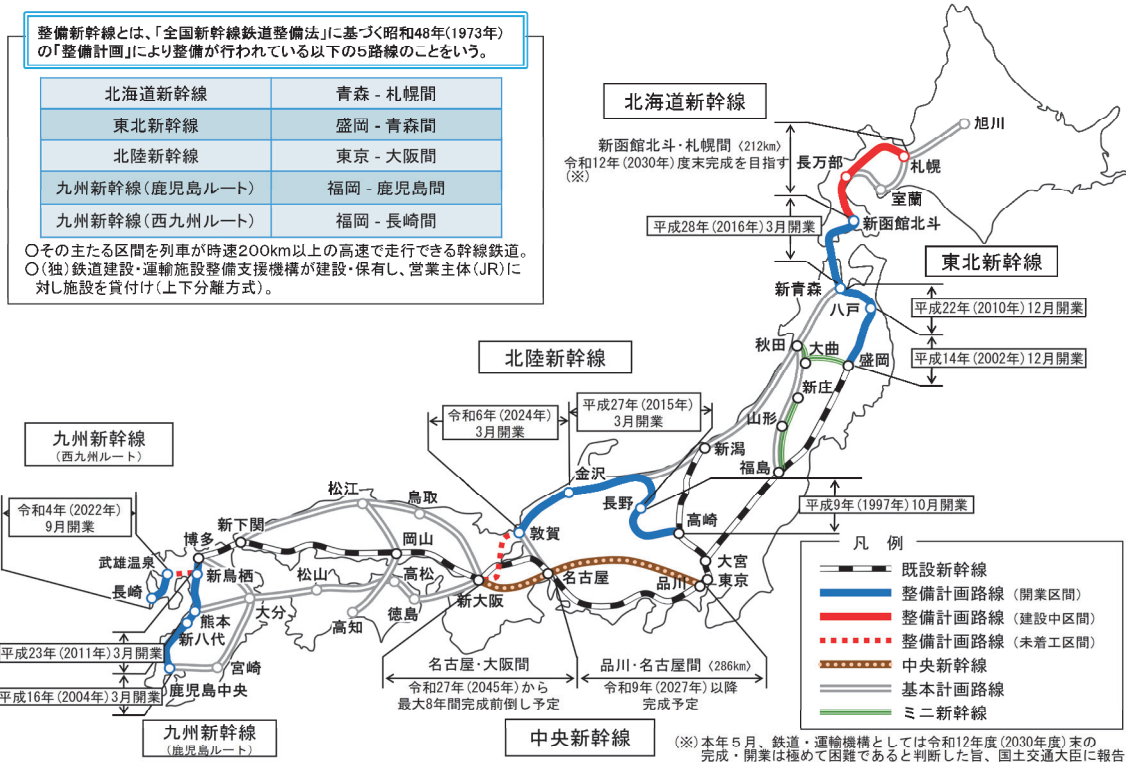 整備新幹線とは、「全国新幹線鉄道整備法」に基づく昭和48年(1973年)
の「整備計画」により整備が行われている以下の5路線のことをいう。
北海道新幹線 青森 - 札幌間
東北新幹線 盛岡 - 青森間
北陸新幹線 東京 - 大阪間
九州新幹線(鹿児島ルート) 福岡 - 鹿児島間
九州新幹線(西九州ルート) 福岡 - 長崎間
○その主たる区間を列車が時速200km以上の高速で走行できる幹線鉄道。
○(独)鉄道建設・運輸施設整備支援機構が建設・保有し、営業主体(JR)に
対し施設を貸付け(上下分離方式)。
北海道新幹線
新函館北斗・札幌間〈212km〉
令和12年(2030年)度末完成を目指す
(※)
旭川
長万部
札幌
室蘭
新函館北斗
平成28年(2016年)3月開業
東北新幹線
新青森
八戸
平成22年(2010年)12月開業
秋田
大曲
盛岡
平成14年(2002年)12月開業
新庄
山形
福島
新潟
北陸新幹線
令和6年(2024年)
3月開業
平成27年(2015年)
3月開業
金沢
長野
高崎
平成9年(1997年)10月開業
敦賀
大宮
東京
品川
名古屋
新大阪
九州新幹線
(西九州ルート)
令和4年(2022年)
9月開業
松江
鳥取
新下関
博多
岡山
武雄温泉
新鳥栖
長崎
松山
高松
徳島
高知
大分
熊本
新八代
平成23年(2011年)3月開業
宮崎
鹿児島中央
平成16年(2004年)3月開業
九州新幹線
(鹿児島ルート)
名古屋・大阪間
令和27年(2045年)から
最大8年間完成前倒し予定
品川・名古屋間〈286km〉
令和9年(2027年)以降
完成予定
中央新幹線
凡 例
既設新幹線
整備計画路線(開業区間)
整備計画路線(建設中区間)
整備計画路線(未着工区間)
中央新幹線
基本計画路線
ミニ新幹線
(※)本年5月、鉄道・運輸機構としては令和12年度(2030年度)末の
完成・開業は極めて困難であると判断した旨、国土交通大臣に報告